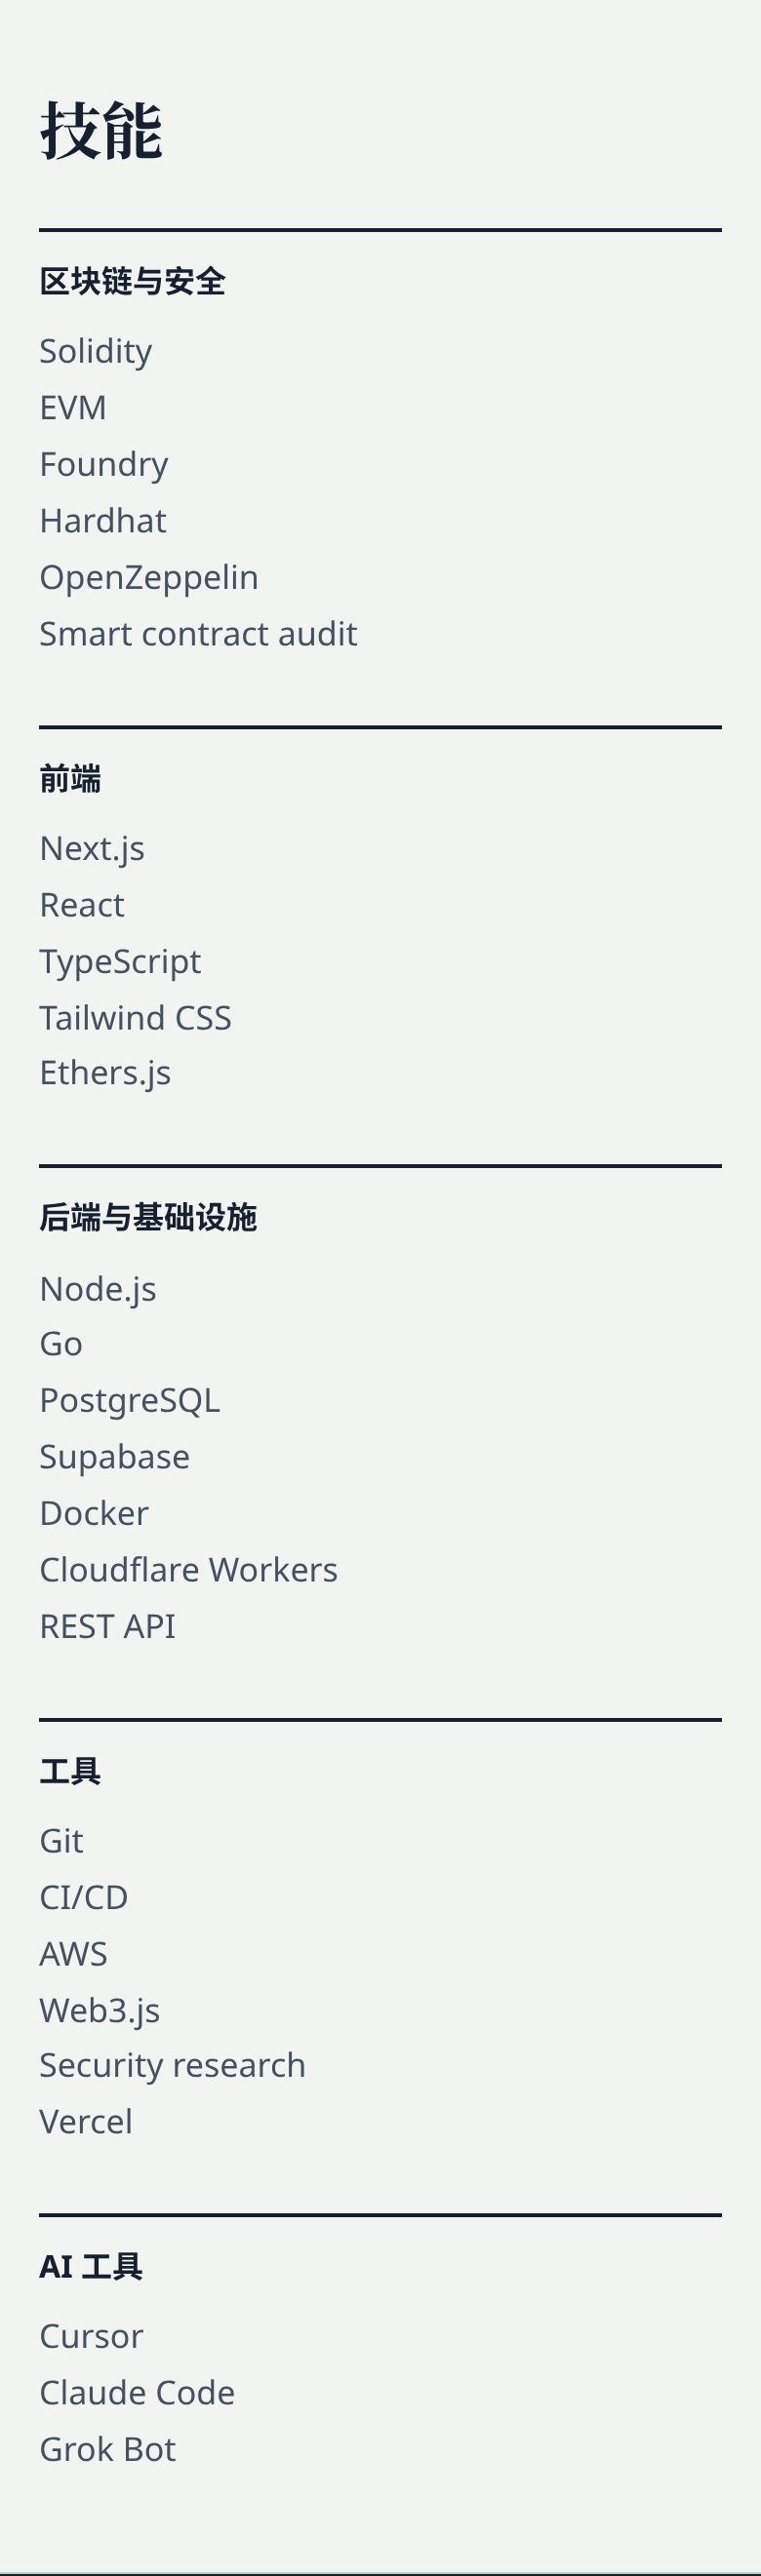 技能
区块链与安全
Solidity
EVM
Foundry
Hardhat
OpenZeppelin
Smart contract audit
前端
Next.js
React
TypeScript
Tailwind CSS
Ethers.js
后端与基础设施
Node.js
Go
PostgreSQL
Supabase
Docker
Cloudflare Workers
REST API
工具
Git
CI/CD
AWS
Web3.js
Security research
Vercel
AI 工具
Cursor
Claude Code
Grok Bot